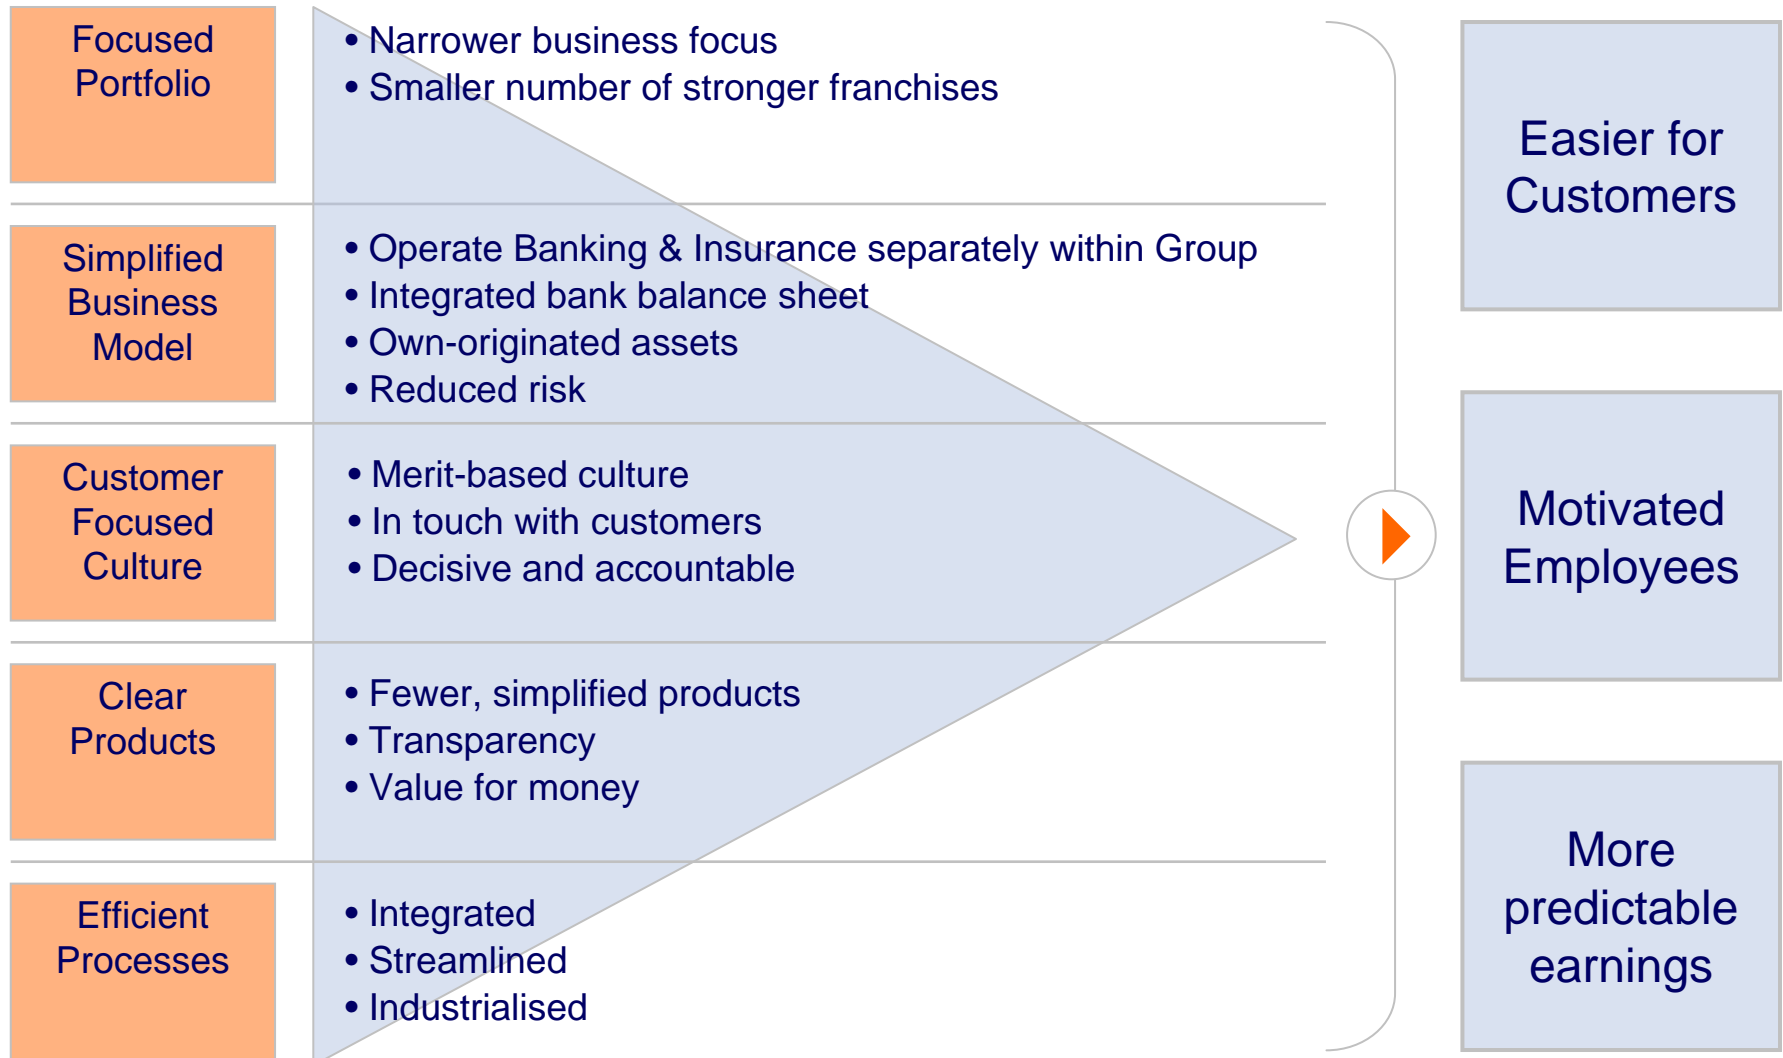 Focused
Portfolio
• Narrower business focus
• Smaller number of stronger franchises
Simplified
Business
Model
• Operate Banking & Insurance separately within Group
• Integrated bank balance sheet
• Own-originated assets
• Reduced risk
Customer
Focused
Culture
• Merit-based culture
• In touch with customers
• Decisive and accountable
Clear
Products
• Fewer, simplified products
• Transparency
• Value for money
Efficient
Processes
• Integrated
• Streamlined
• Industrialised
Easier for
Customers
Motivated
Employees
More
predictable
earnings